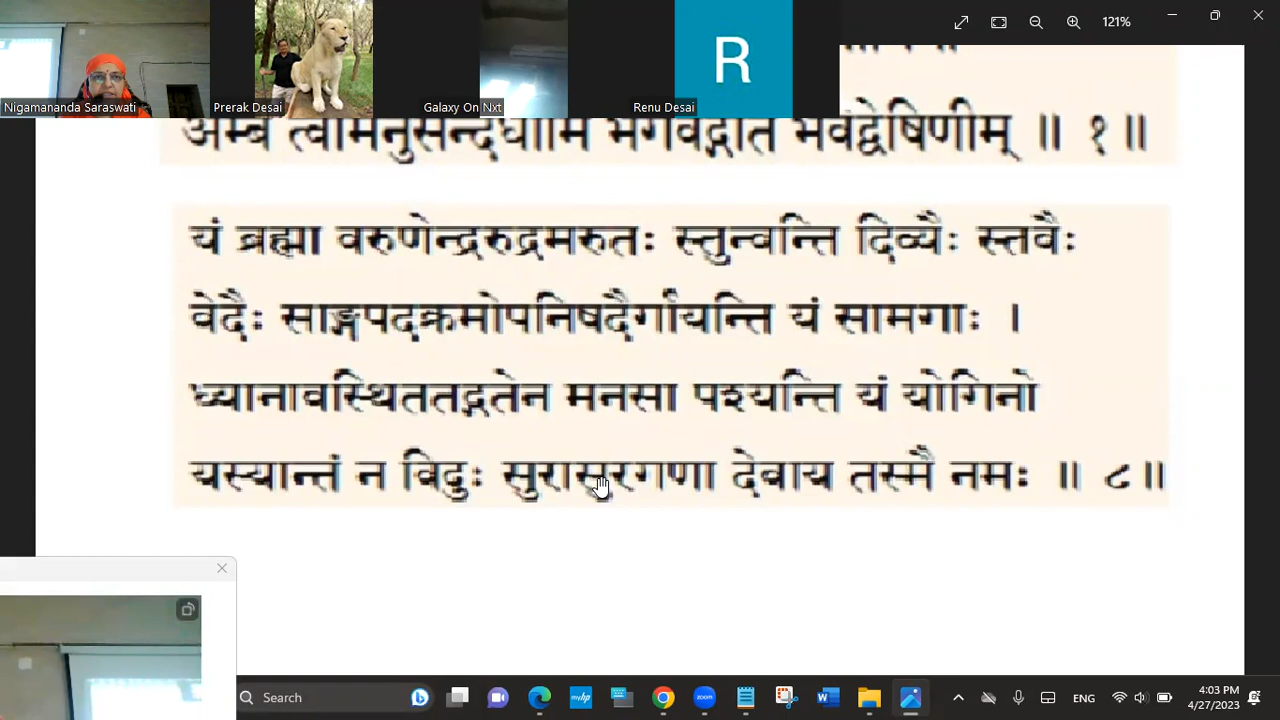 121%
Nigamananda Saraswati
Prerak Desai
Galaxy On Nxt
R
Renu Desai
अम्ब त्वामनुसन्दधामि भगवद्गीते भवद्वेषिणीम् ॥ १ ॥
यं ब्रह्मा वरुणेन्द्ररुद्रमरुतः स्तुन्वन्ति दिव्यैः स्तवैः
वेदैः साङ्गपदक्रमोपनिषदैर्गायन्ति यं सामगाः ।
ध्यानावस्थिततद्गतेन मनसा पश्यन्ति यं योगिनो
यस्यान्तं न विदुः सुरासुरगणा देवाय तस्मै नमः ॥ ८ ॥
Search
myhp
zoom
W
ENG
4:03 PM
4/27/2023